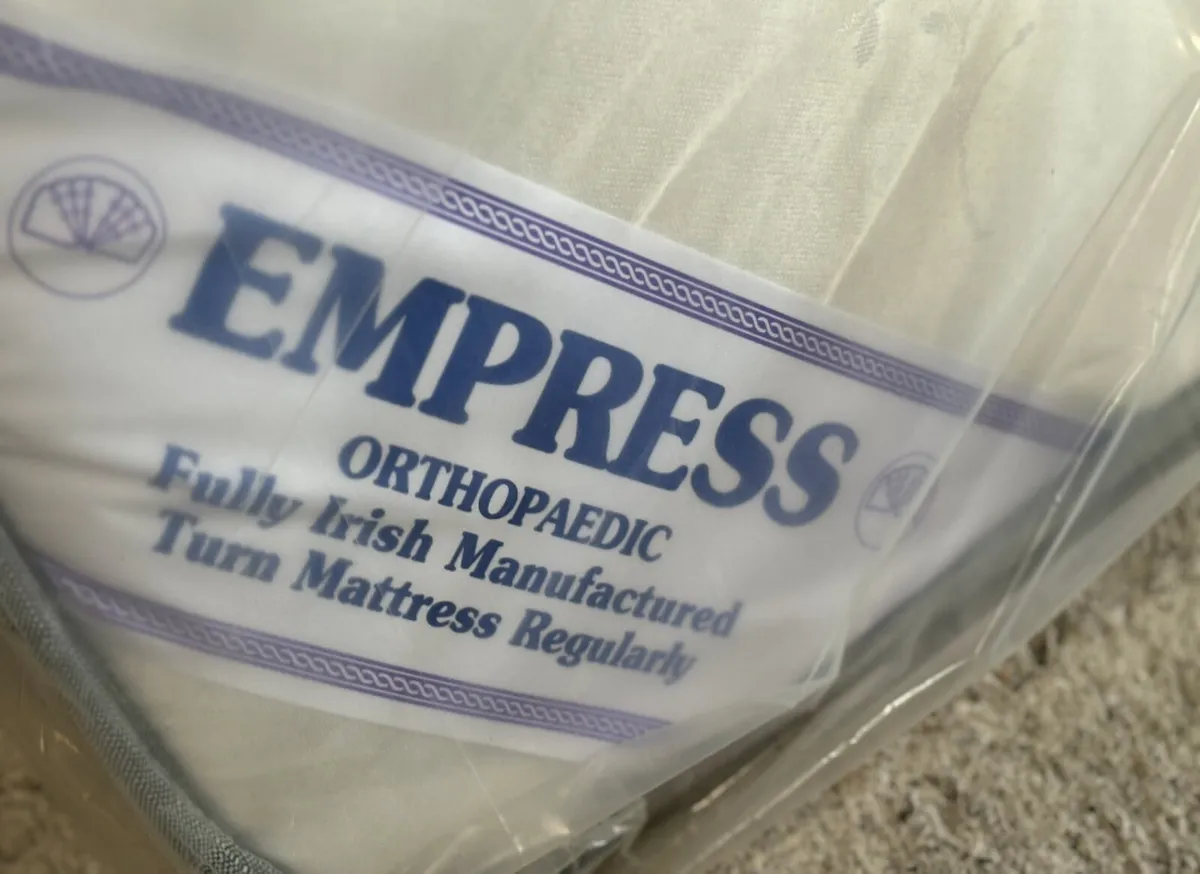 EMPRESS
ORTHOPAEDIC
Fully Irish Manufactured
Turn Mattress Regularly